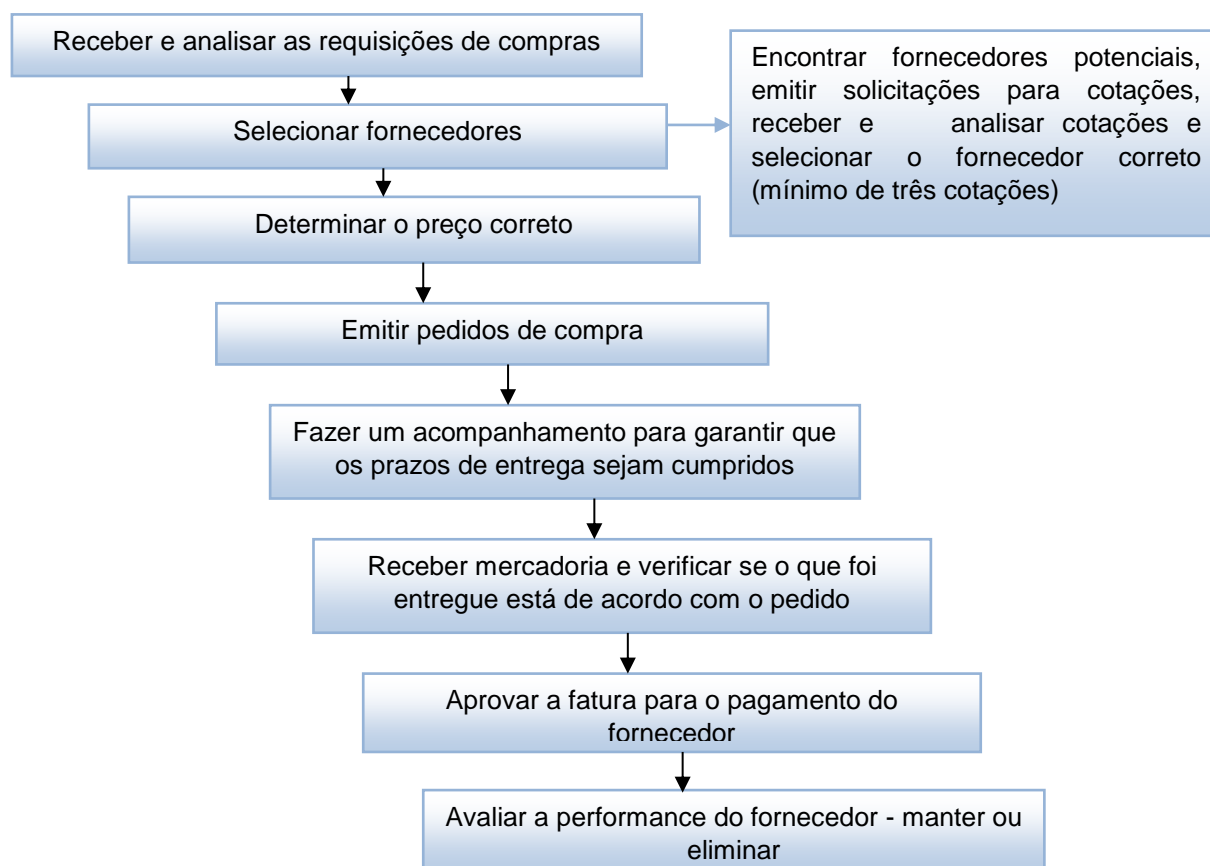 Receber e analisar as requisições de compras
Encontrar fornecedores potenciais,
emitir solicitações para cotações,
receber e analisar cotações e
selecionar o fornecedor correto
(mínimo de três cotações)
Selecionar fornecedores
Determinar o preço correto
Emitir pedidos de compra
Fazer um acompanhamento para garantir que
os prazos de entrega sejam cumpridos
Receber mercadoria e verificar se o que foi
entregue está de acordo com o pedido
Aprovar a fatura para o pagamento do
fornecedor
Avaliar a performance do fornecedor - manter ou
eliminar